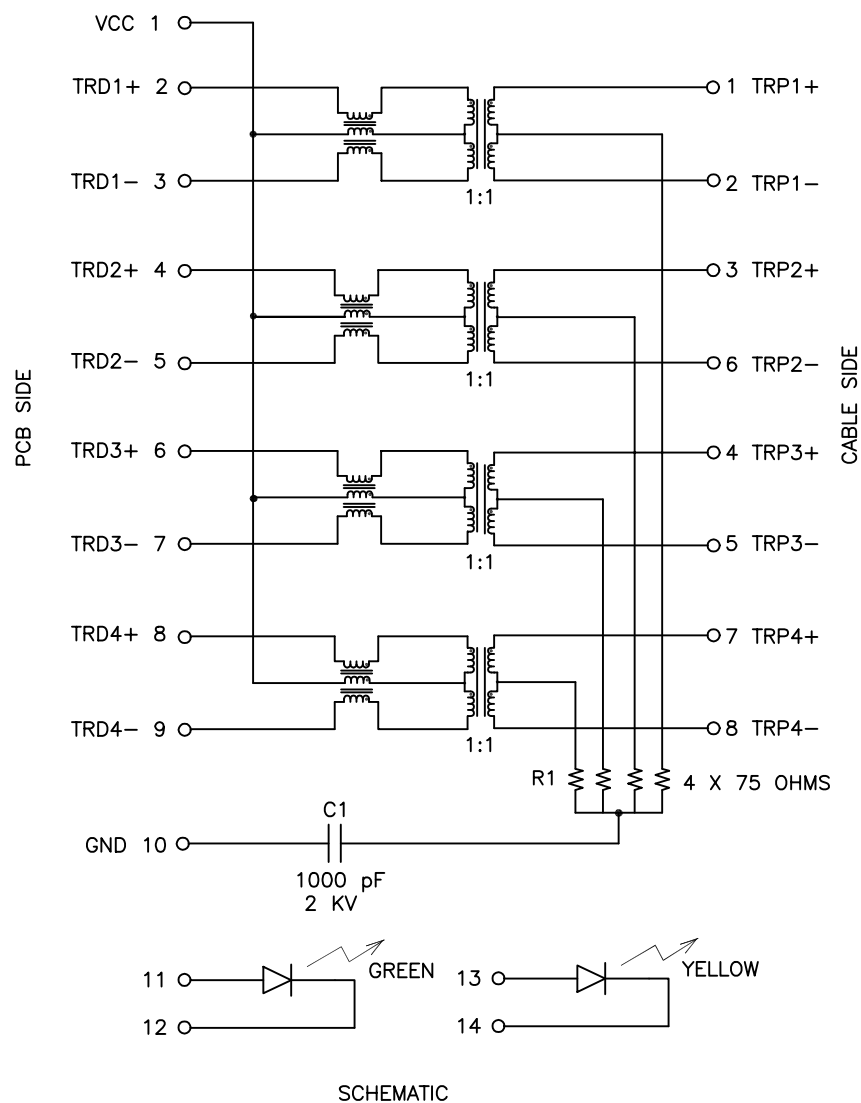 VCC 1
TRD1+ 2
1 TRP1+
TRD1- 3
2 TRP1-
1:1
TRD2+ 4
3 TRP2+
TRD2- 5
6 TRP2-
1:1
PCB SIDE
CABLE SIDE
TRD3+ 6
4 TRP3+
TRD3- 7
5 TRP3-
1:1
TRD4+ 8
7 TRP4+
TRD4- 9
8 TRP4-
1:1
R1
4 X 75 OHMS
C1
GND 10
1000 pF
2 KV
11
GREEN
12
13
YELLOW
14
SCHEMATIC